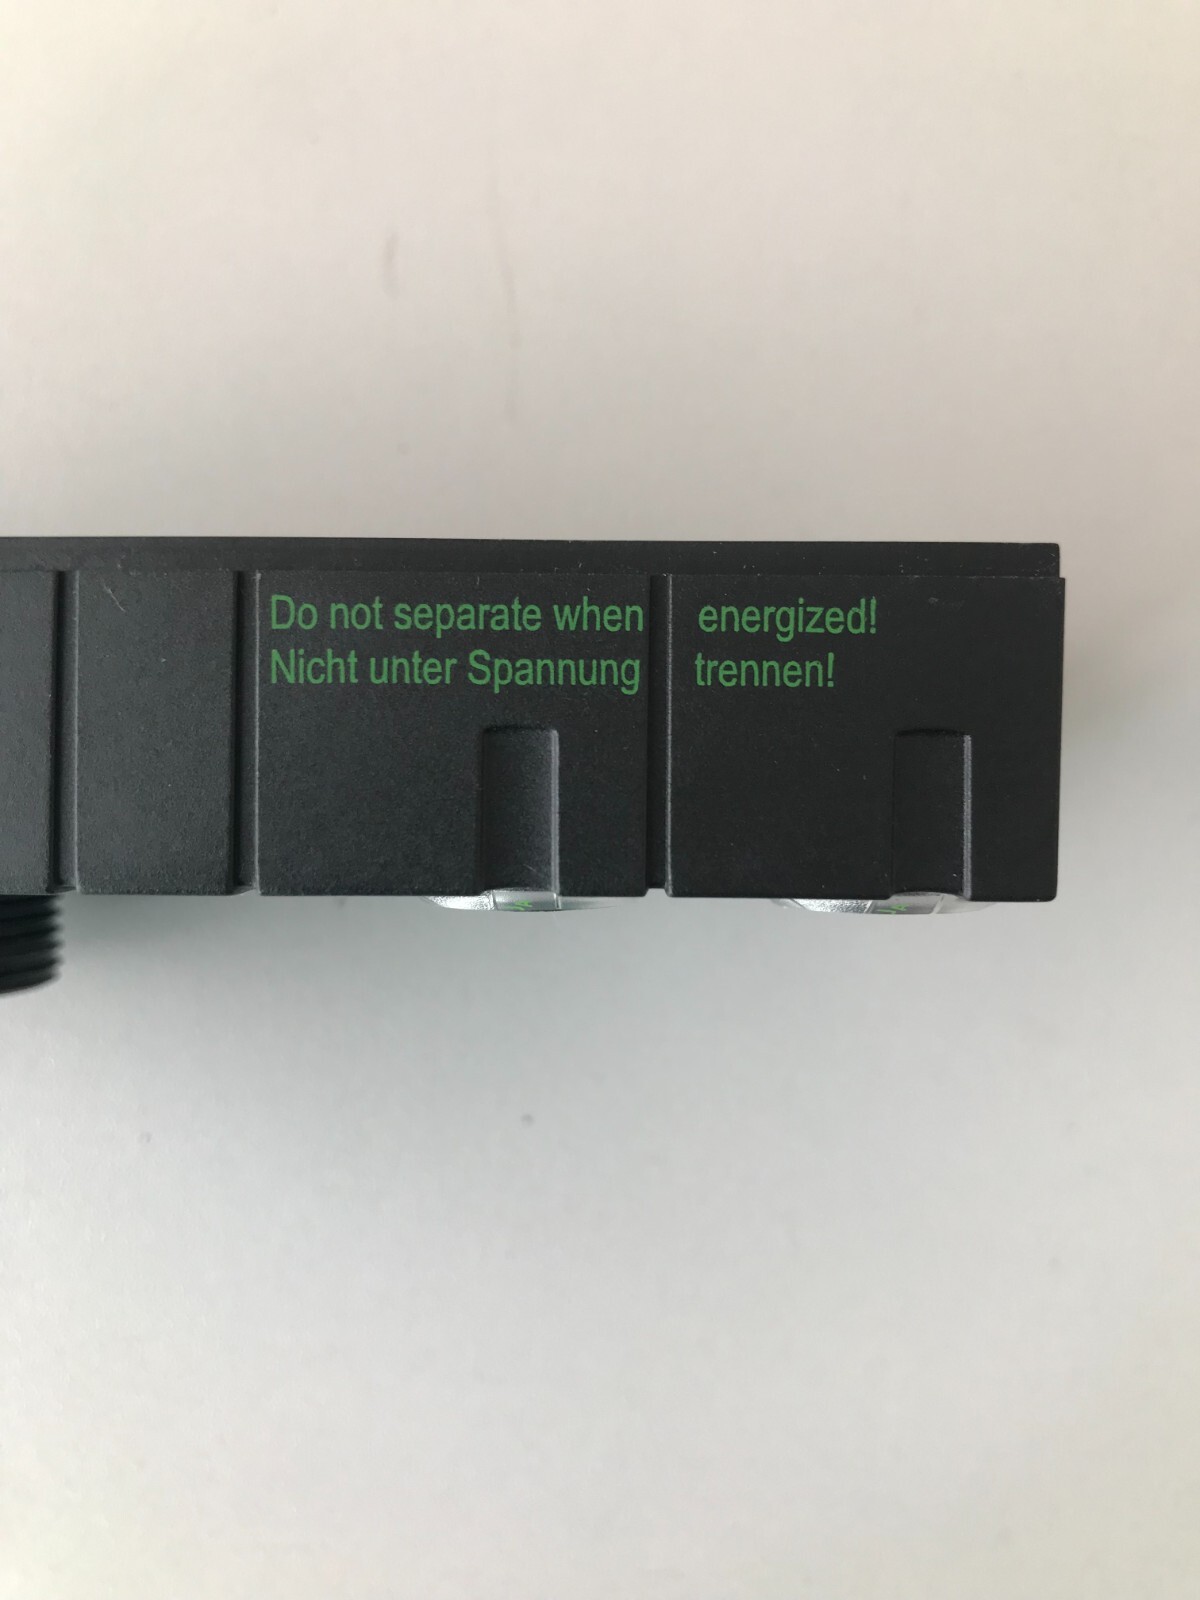 Do not separate when energized!
Nicht unter Spannung trennen!